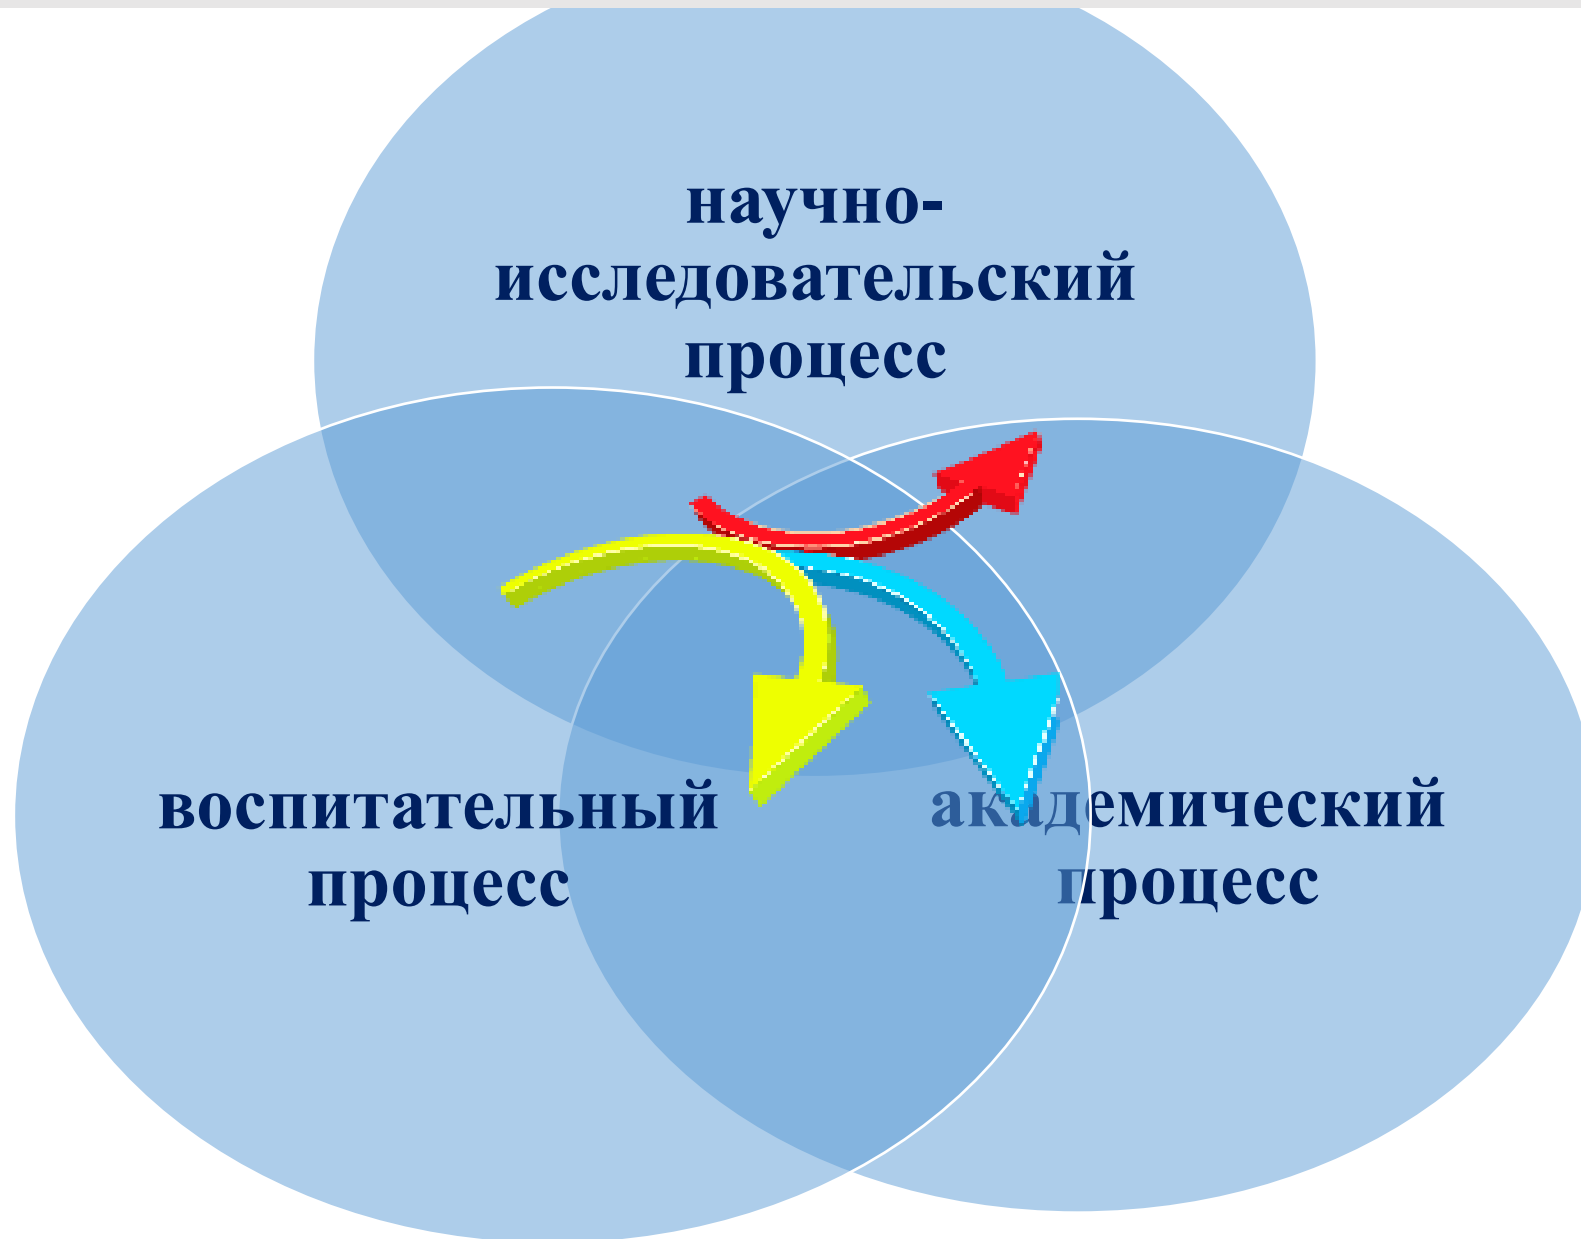 научно-
исследовательский
процесс
воспитательный
процесс
академический
процесс